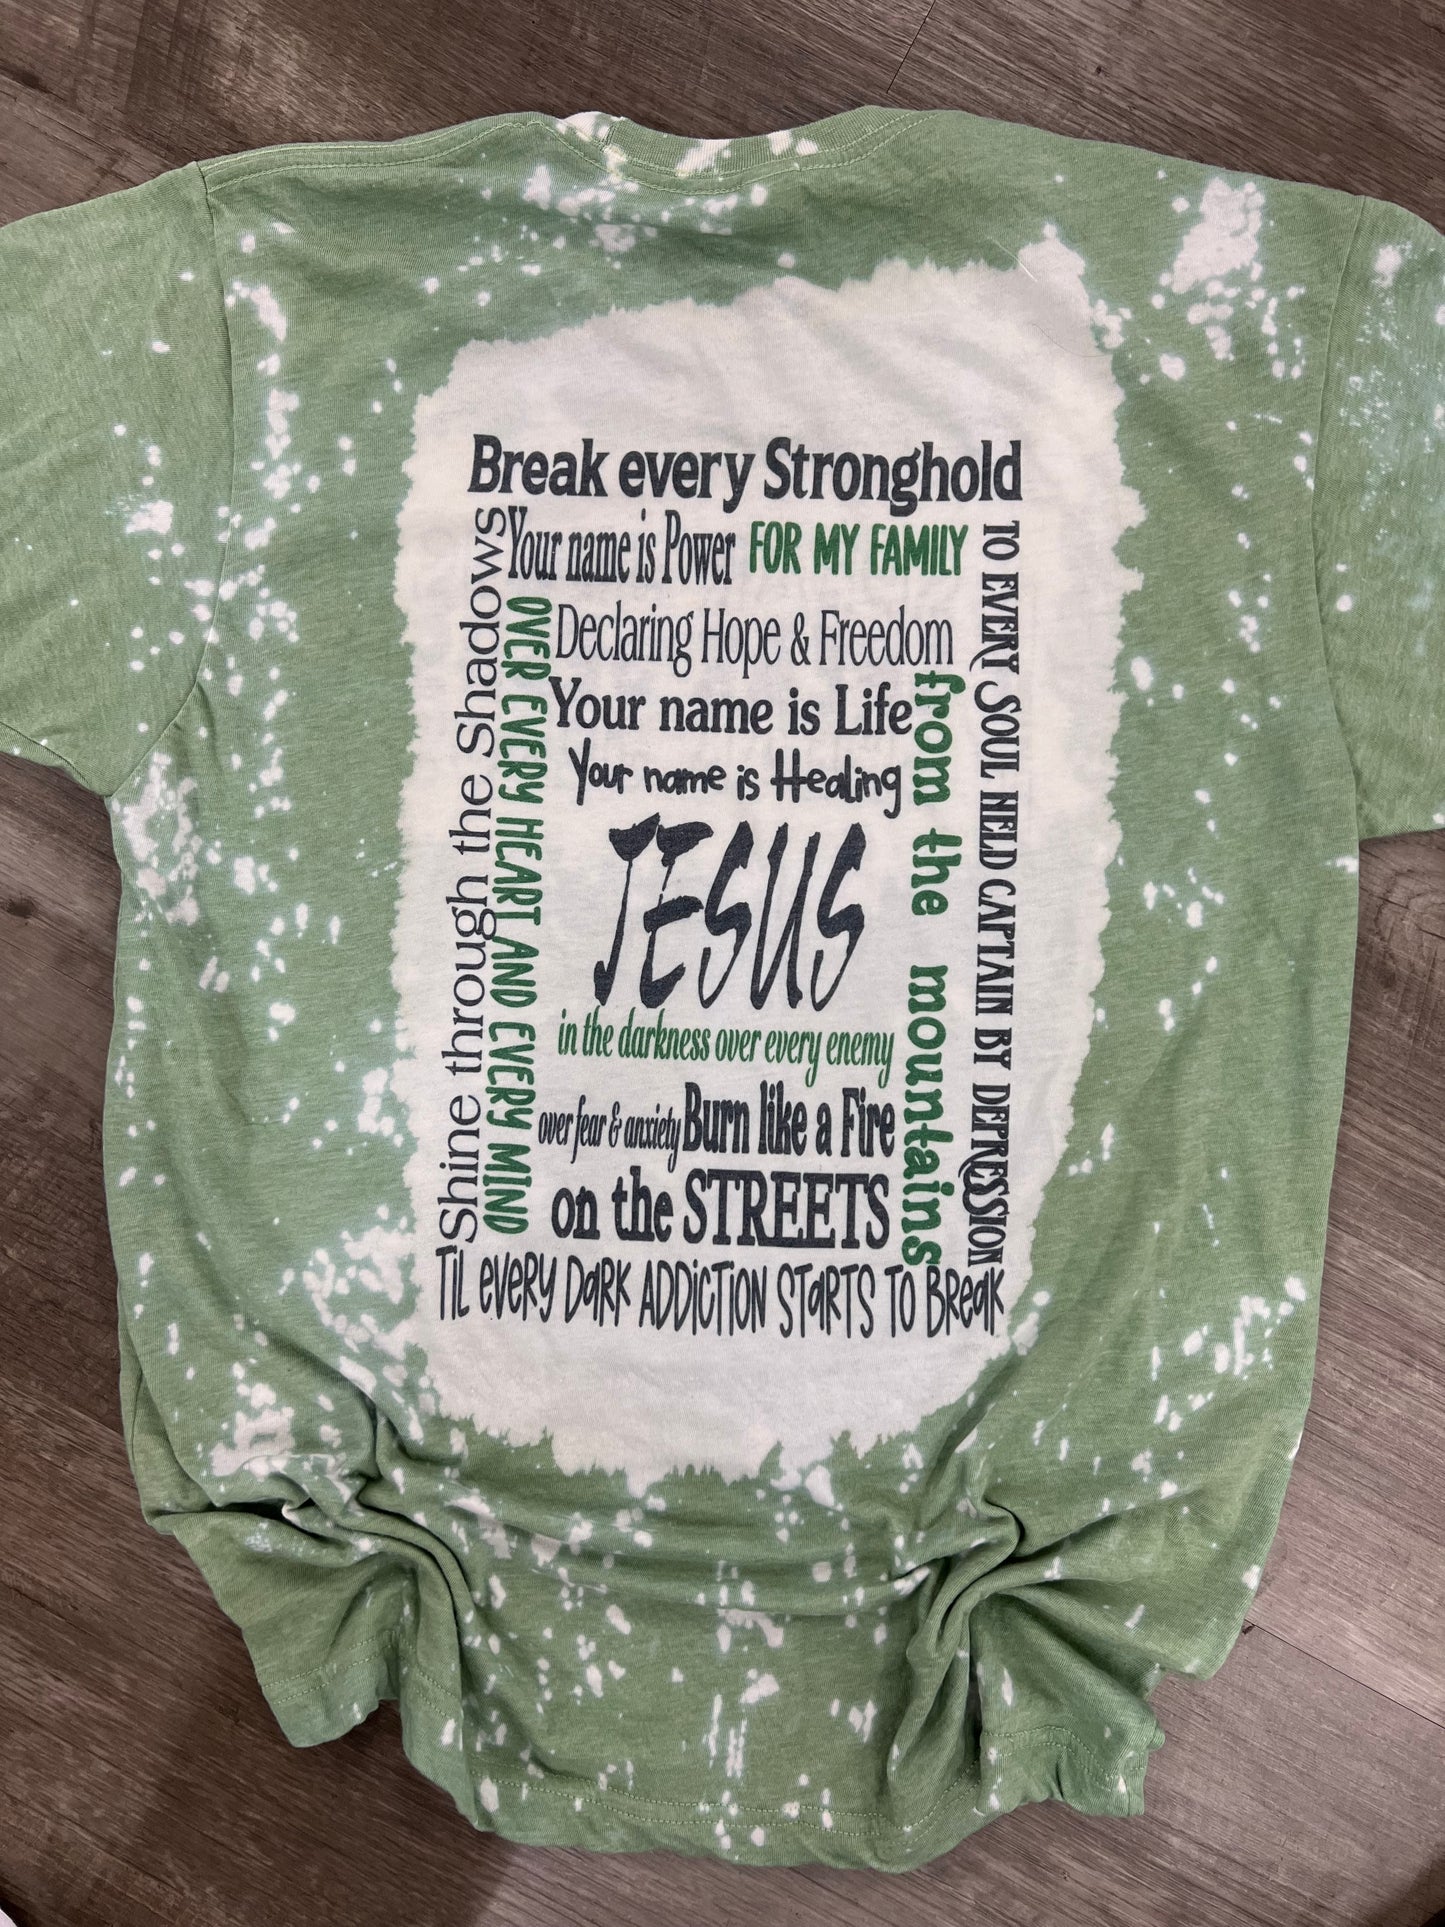 Break every Stronghold
Shine through the Shadows
Your name is Power FOR MY FAMILY
TO EVERY SOUL HELD CAPTAIN BY DEPRESSION
OVER EVERY HEART AND EVERY MIND
Declaring Hope & Freedom
from the mountains
Your name is Life
Your name is Healing
JESUS
in the darkness over every enemy
over fear & anxiety Burn like a Fire
on the STREETS
TiL eveRy DaRk ADDiCTiON STaRTS TO BReak